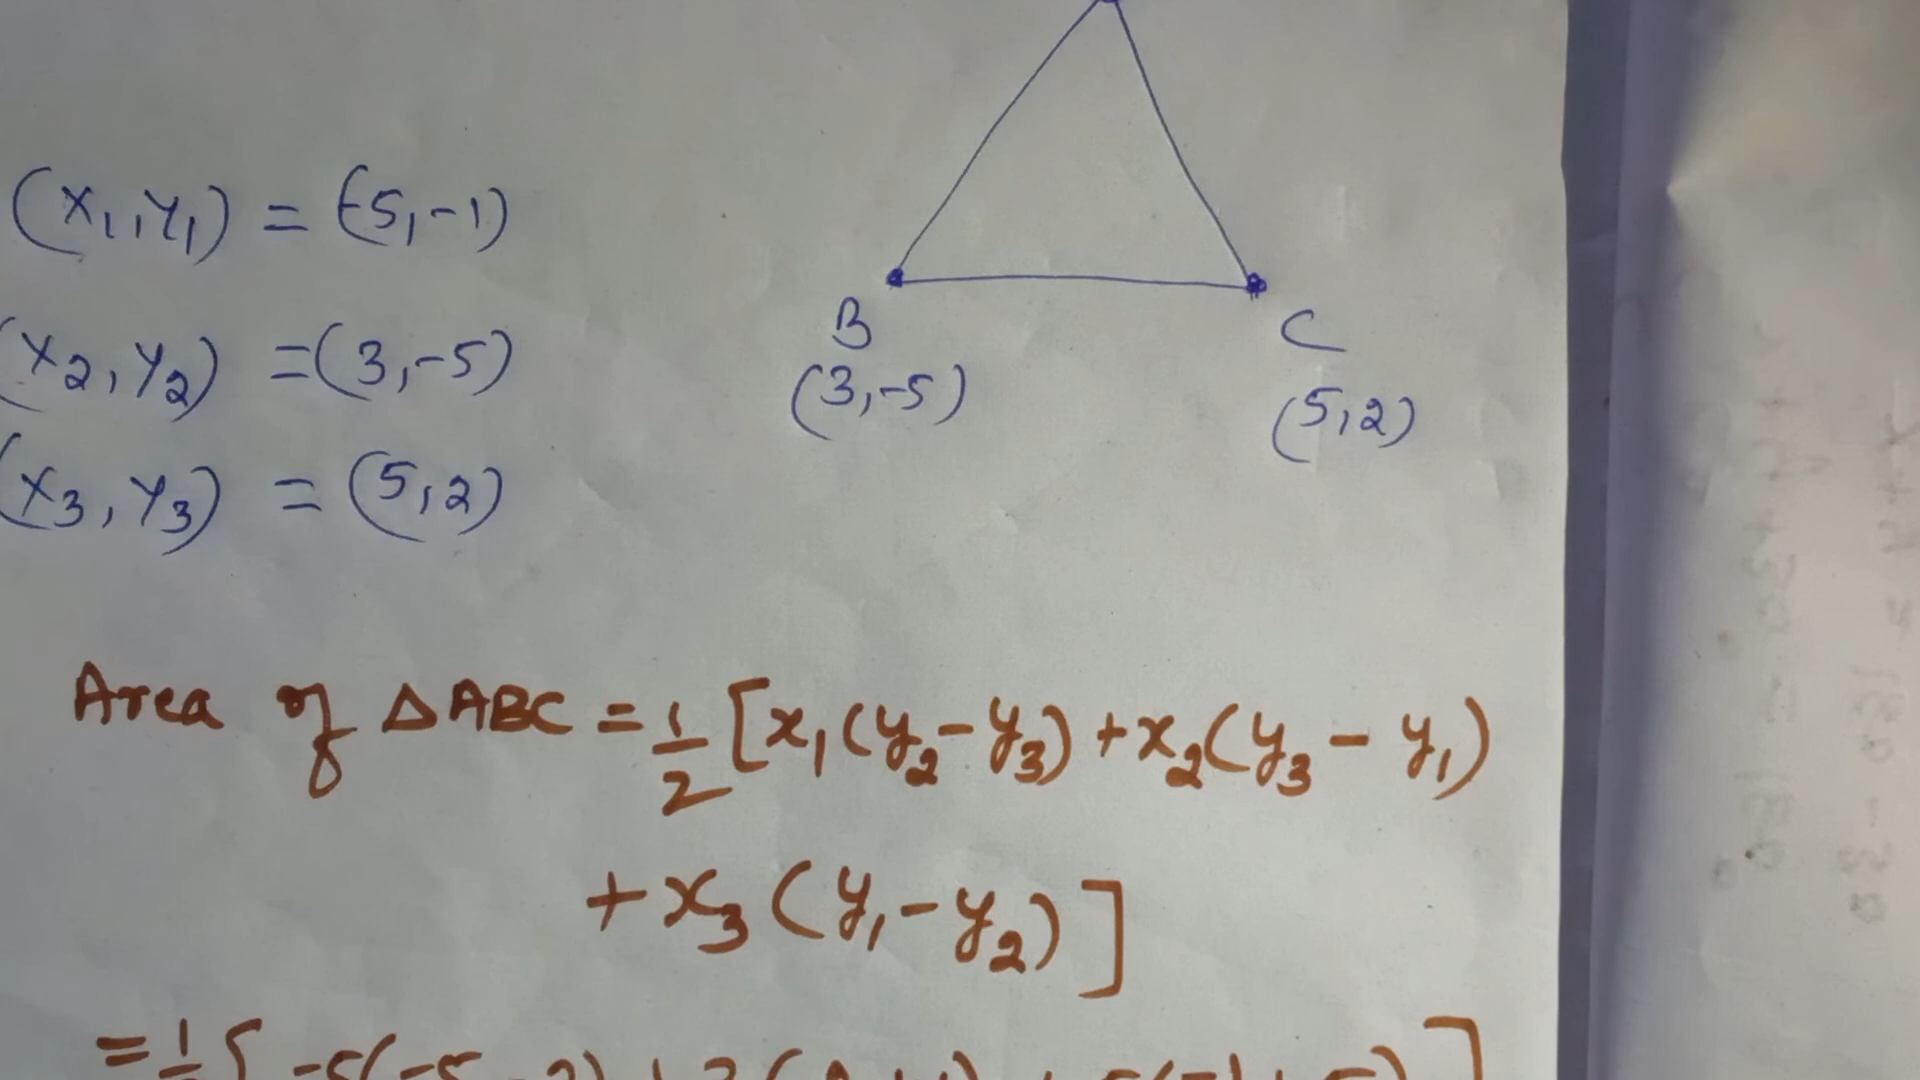 (x₁,y₁) = (-5,-1)
(x₂,y₂) =(3,-5)
(x₃,y₃) = (5,2)
B
(3,-5)
C
(5,2)
Area of △ABC = 1/2 [x₁(y₂-y₃) +x₂(y₃-y₁)
+x₃(y₁-y₂)]